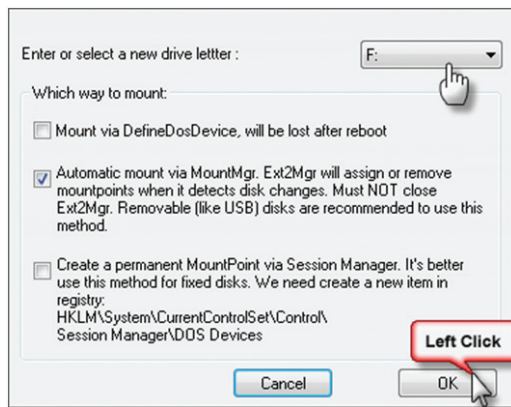 Enter or select a new drive lettter :
F:
Which way to mount:
Mount via DefineDosDevice, will be lost after reboot
Automatic mount via MountMgr. Ext2Mgr will assign or remove
mountpoints when it detects disk changes. Must NOT close
Ext2Mgr. Removable (like USB) disks are recommended to use this
method.
Create a permanent MountPoint via Session Manager. It's better
use this method for fixed disks. We need create a new item in
registry:
HKLM\System\CurrentControlSet\Control\
Session Manager\DOS Devices
Left Click
Cancel
OK